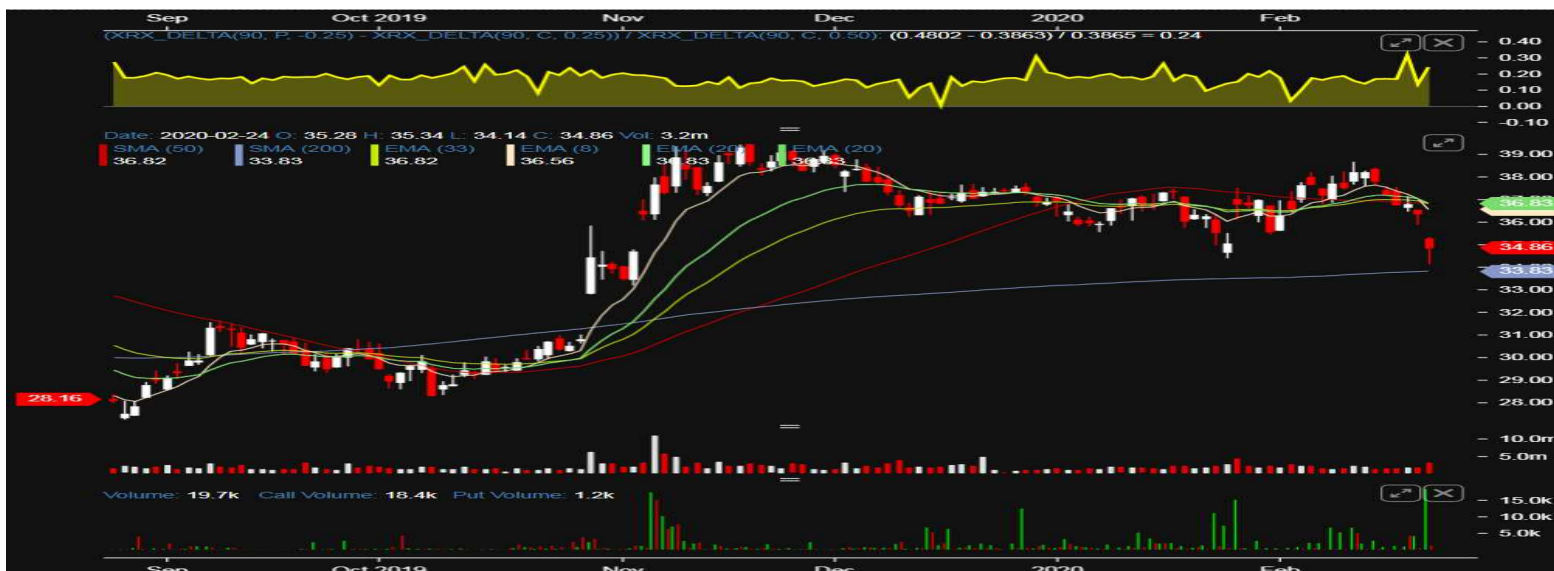 Sep Oct 2019 Nov Dec 2020 Feb
(XRX_DELTA(90, P, -0.25) - XRX_DELTA(90, C, 0.25)) / XRX_DELTA(90, C, 0.50): (0.4802 - 0.3863) / 0.3865 = 0.24
0.40
0.30
0.20
0.10
0.00
-0.10
Date: 2020-02-24 O: 35.28 H: 35.34 L: 34.14 C: 34.86 Vol: 3.2m
SMA (50) SMA (200) EMA (33) EMA (8) EMA (20) EMA (20)
36.82 33.83 36.82 36.56 36.83 36.83
39.00
38.00
36.83
36.00
34.86
33.83
33.00
32.00
31.00
30.00
29.00
28.16
28.00
10.0m
5.0m
Volume: 19.7k Call Volume: 18.4k Put Volume: 1.2k
15.0k
10.0k
5.0k
Sep Oct 2019 Nov Dec 2020 Feb